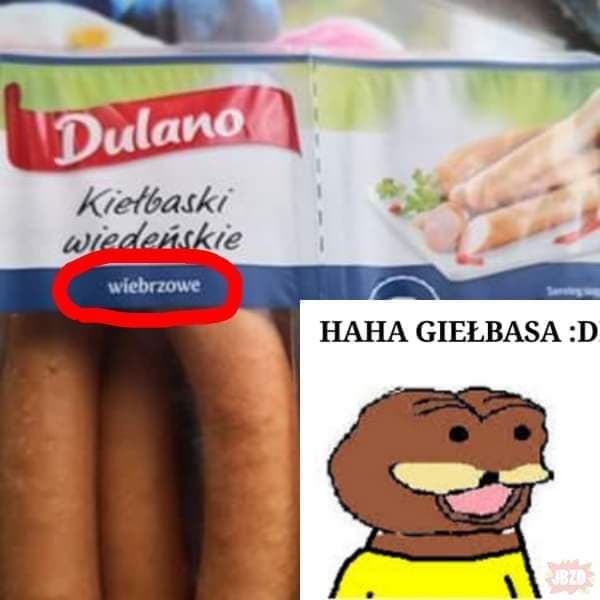 Dulano
Kiełbaski
wiedeńskie
wiebrzowe
HAHA GIEŁBASA :D
JBZD